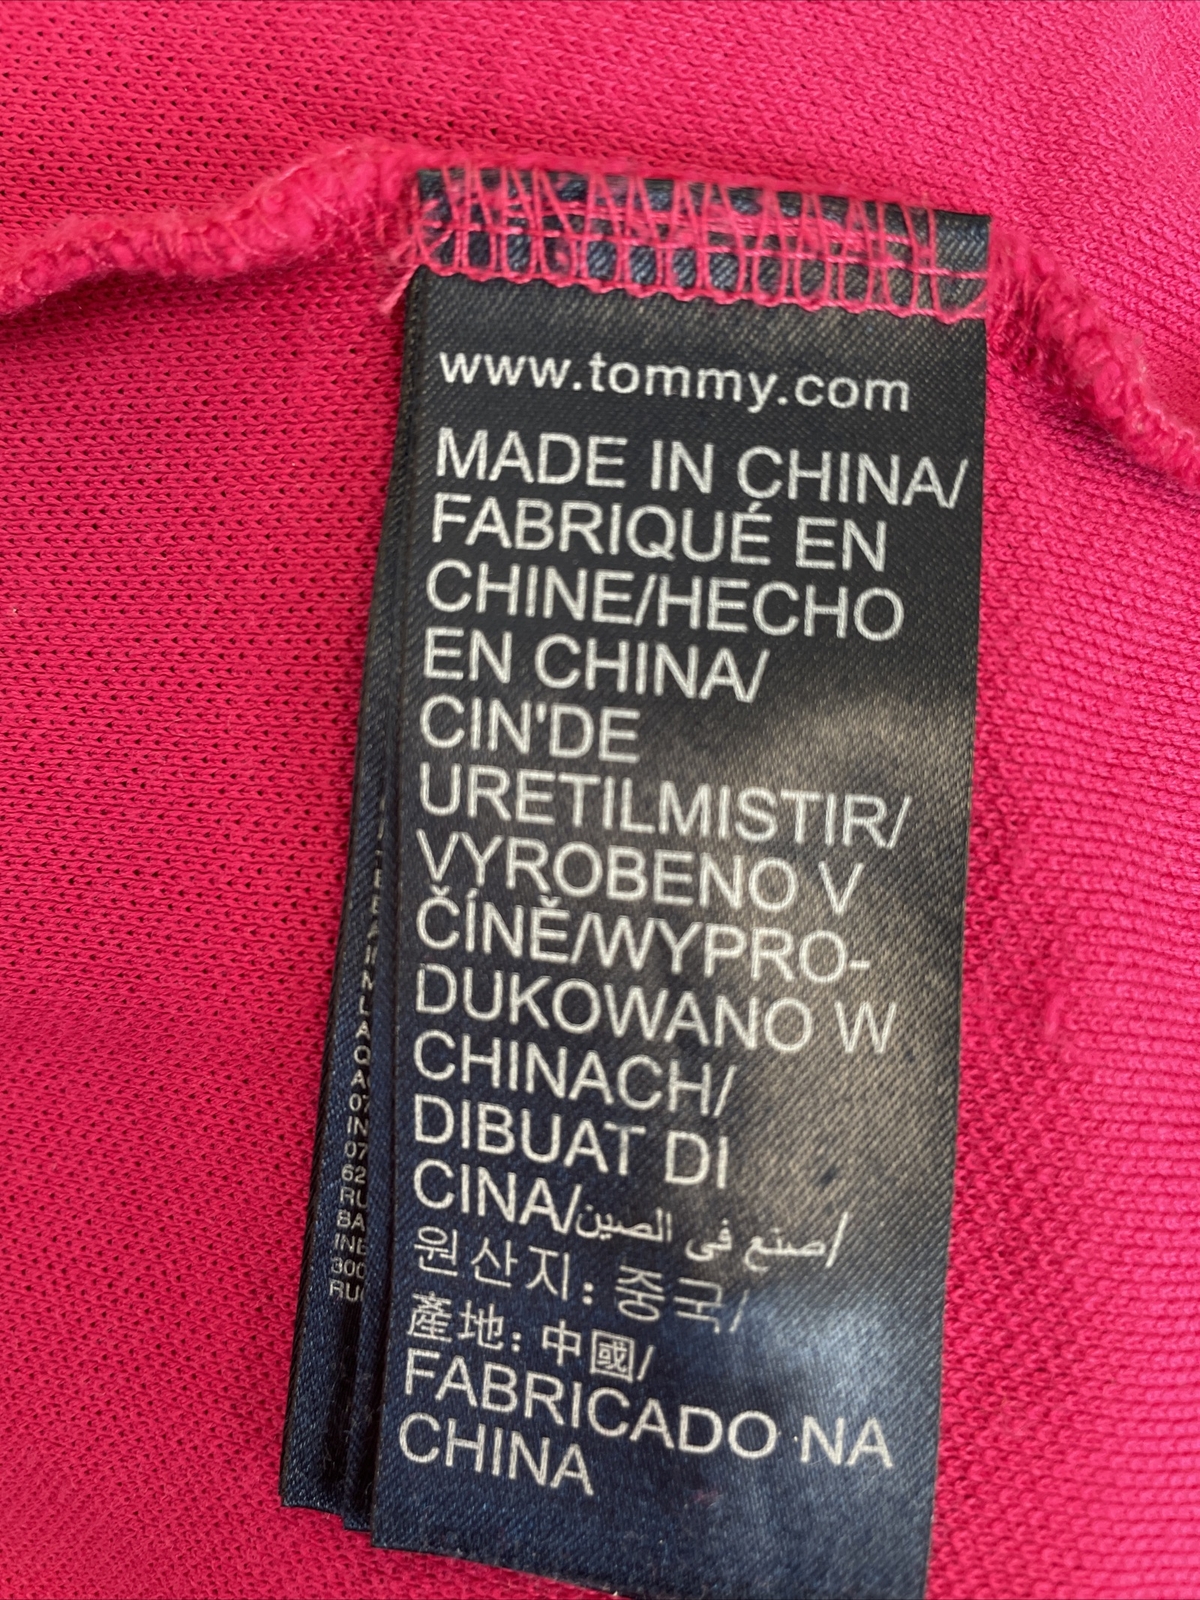 www.tommy.com
MADE IN CHINA/
FABRIQUÉ EN
CHINE/HECHO
EN CHINA/
CIN'DE
URETILMISTIR/
VYROBENO V
ČÍNĚ/WYPRO-
DUKOWANO W
CHINACH/
DIBUAT DI
CINA/صنع في الصين/
원산지: 중국/
產地: 中國/
FABRICADO NA
CHINA